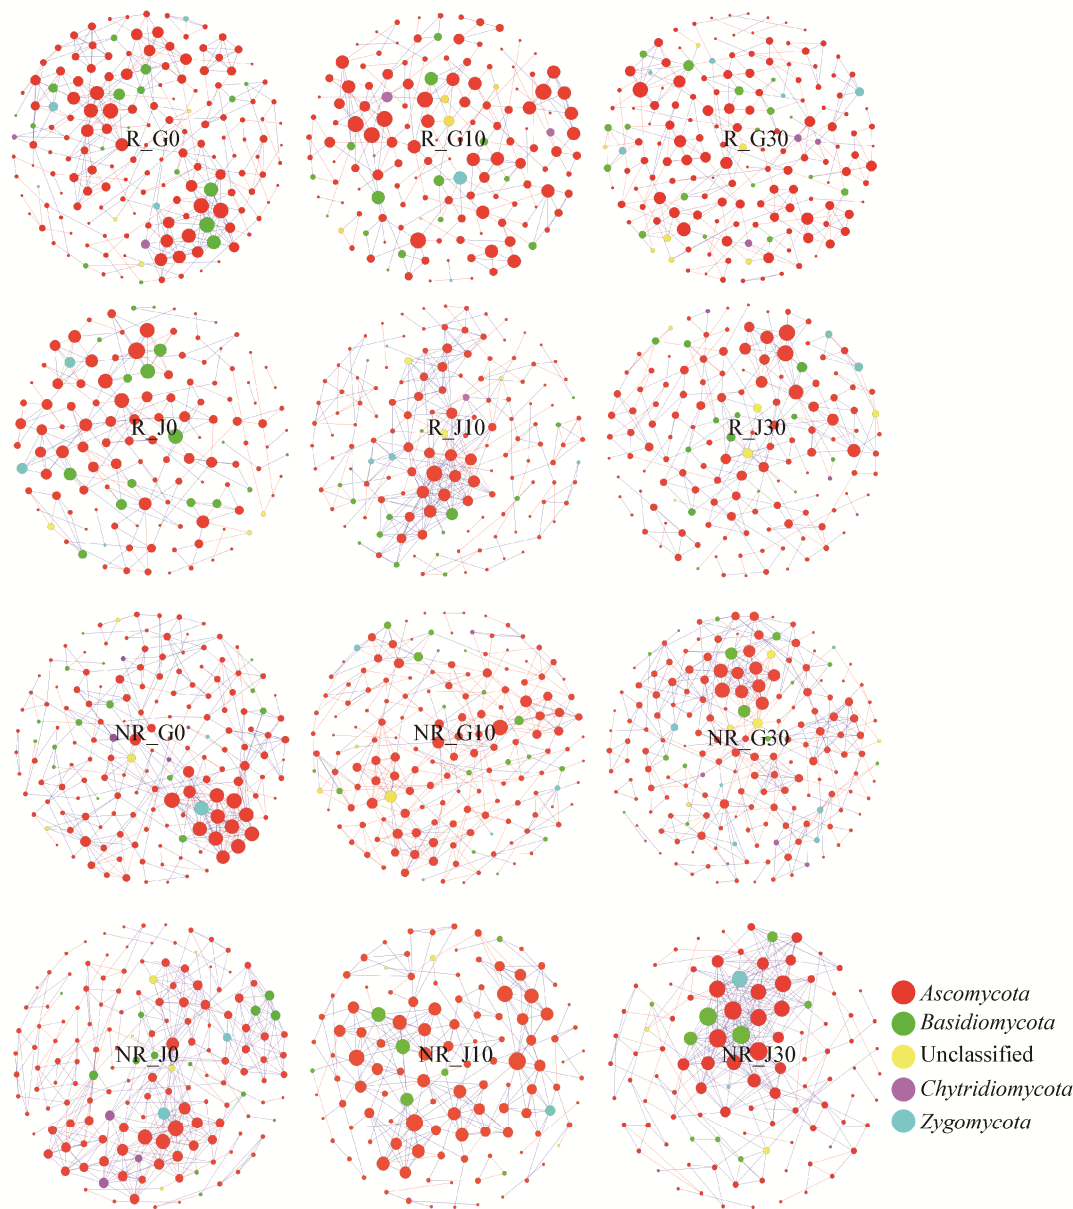 R_G0
R_G10
R_G30
R_J0
R_J10
R_J30
NR_G0
NR_G10
NR_G30
NR_J0
NR_J10
NR_J30
Ascomycota
Basidiomycota
Unclassified
Chytridiomycota
Zygomycota